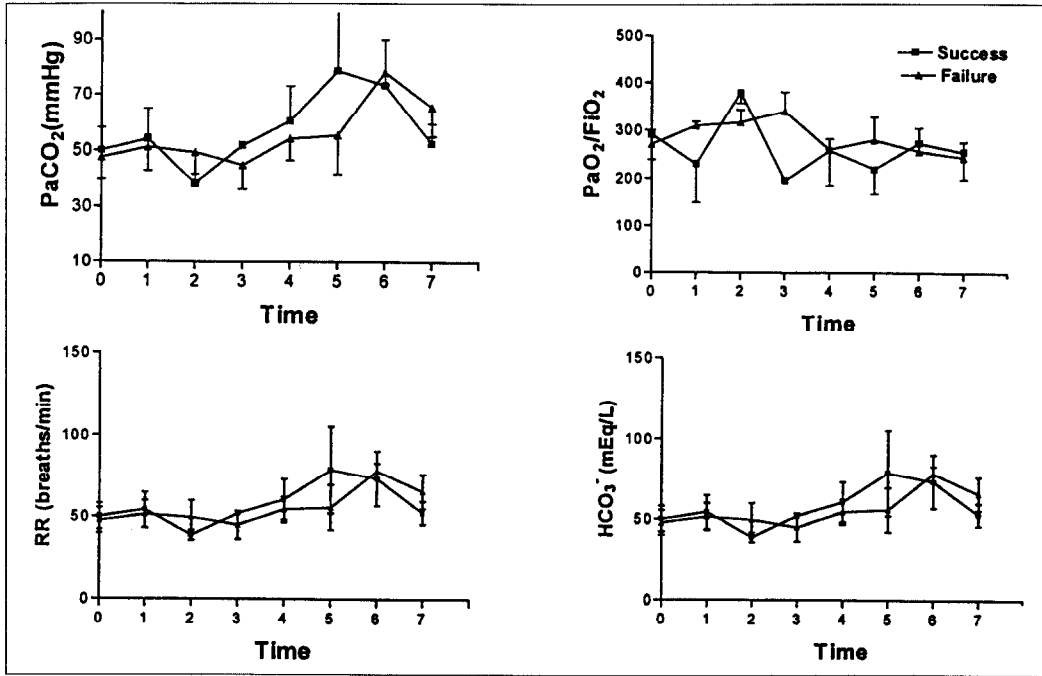 PaCO2(mmHg)
90
70
50
30
10
0 1 2 3 4 5 6 7
Time
PaO2/FiO2
500
400
300
200
100
0
0 1 2 3 4 5 6 7
Time
Success
Failure
RR (breaths/min)
150
100
50
0
0 1 2 3 4 5 6 7
Time
HCO3- (mEq/L)
150
100
50
0
0 1 2 3 4 5 6 7
Time